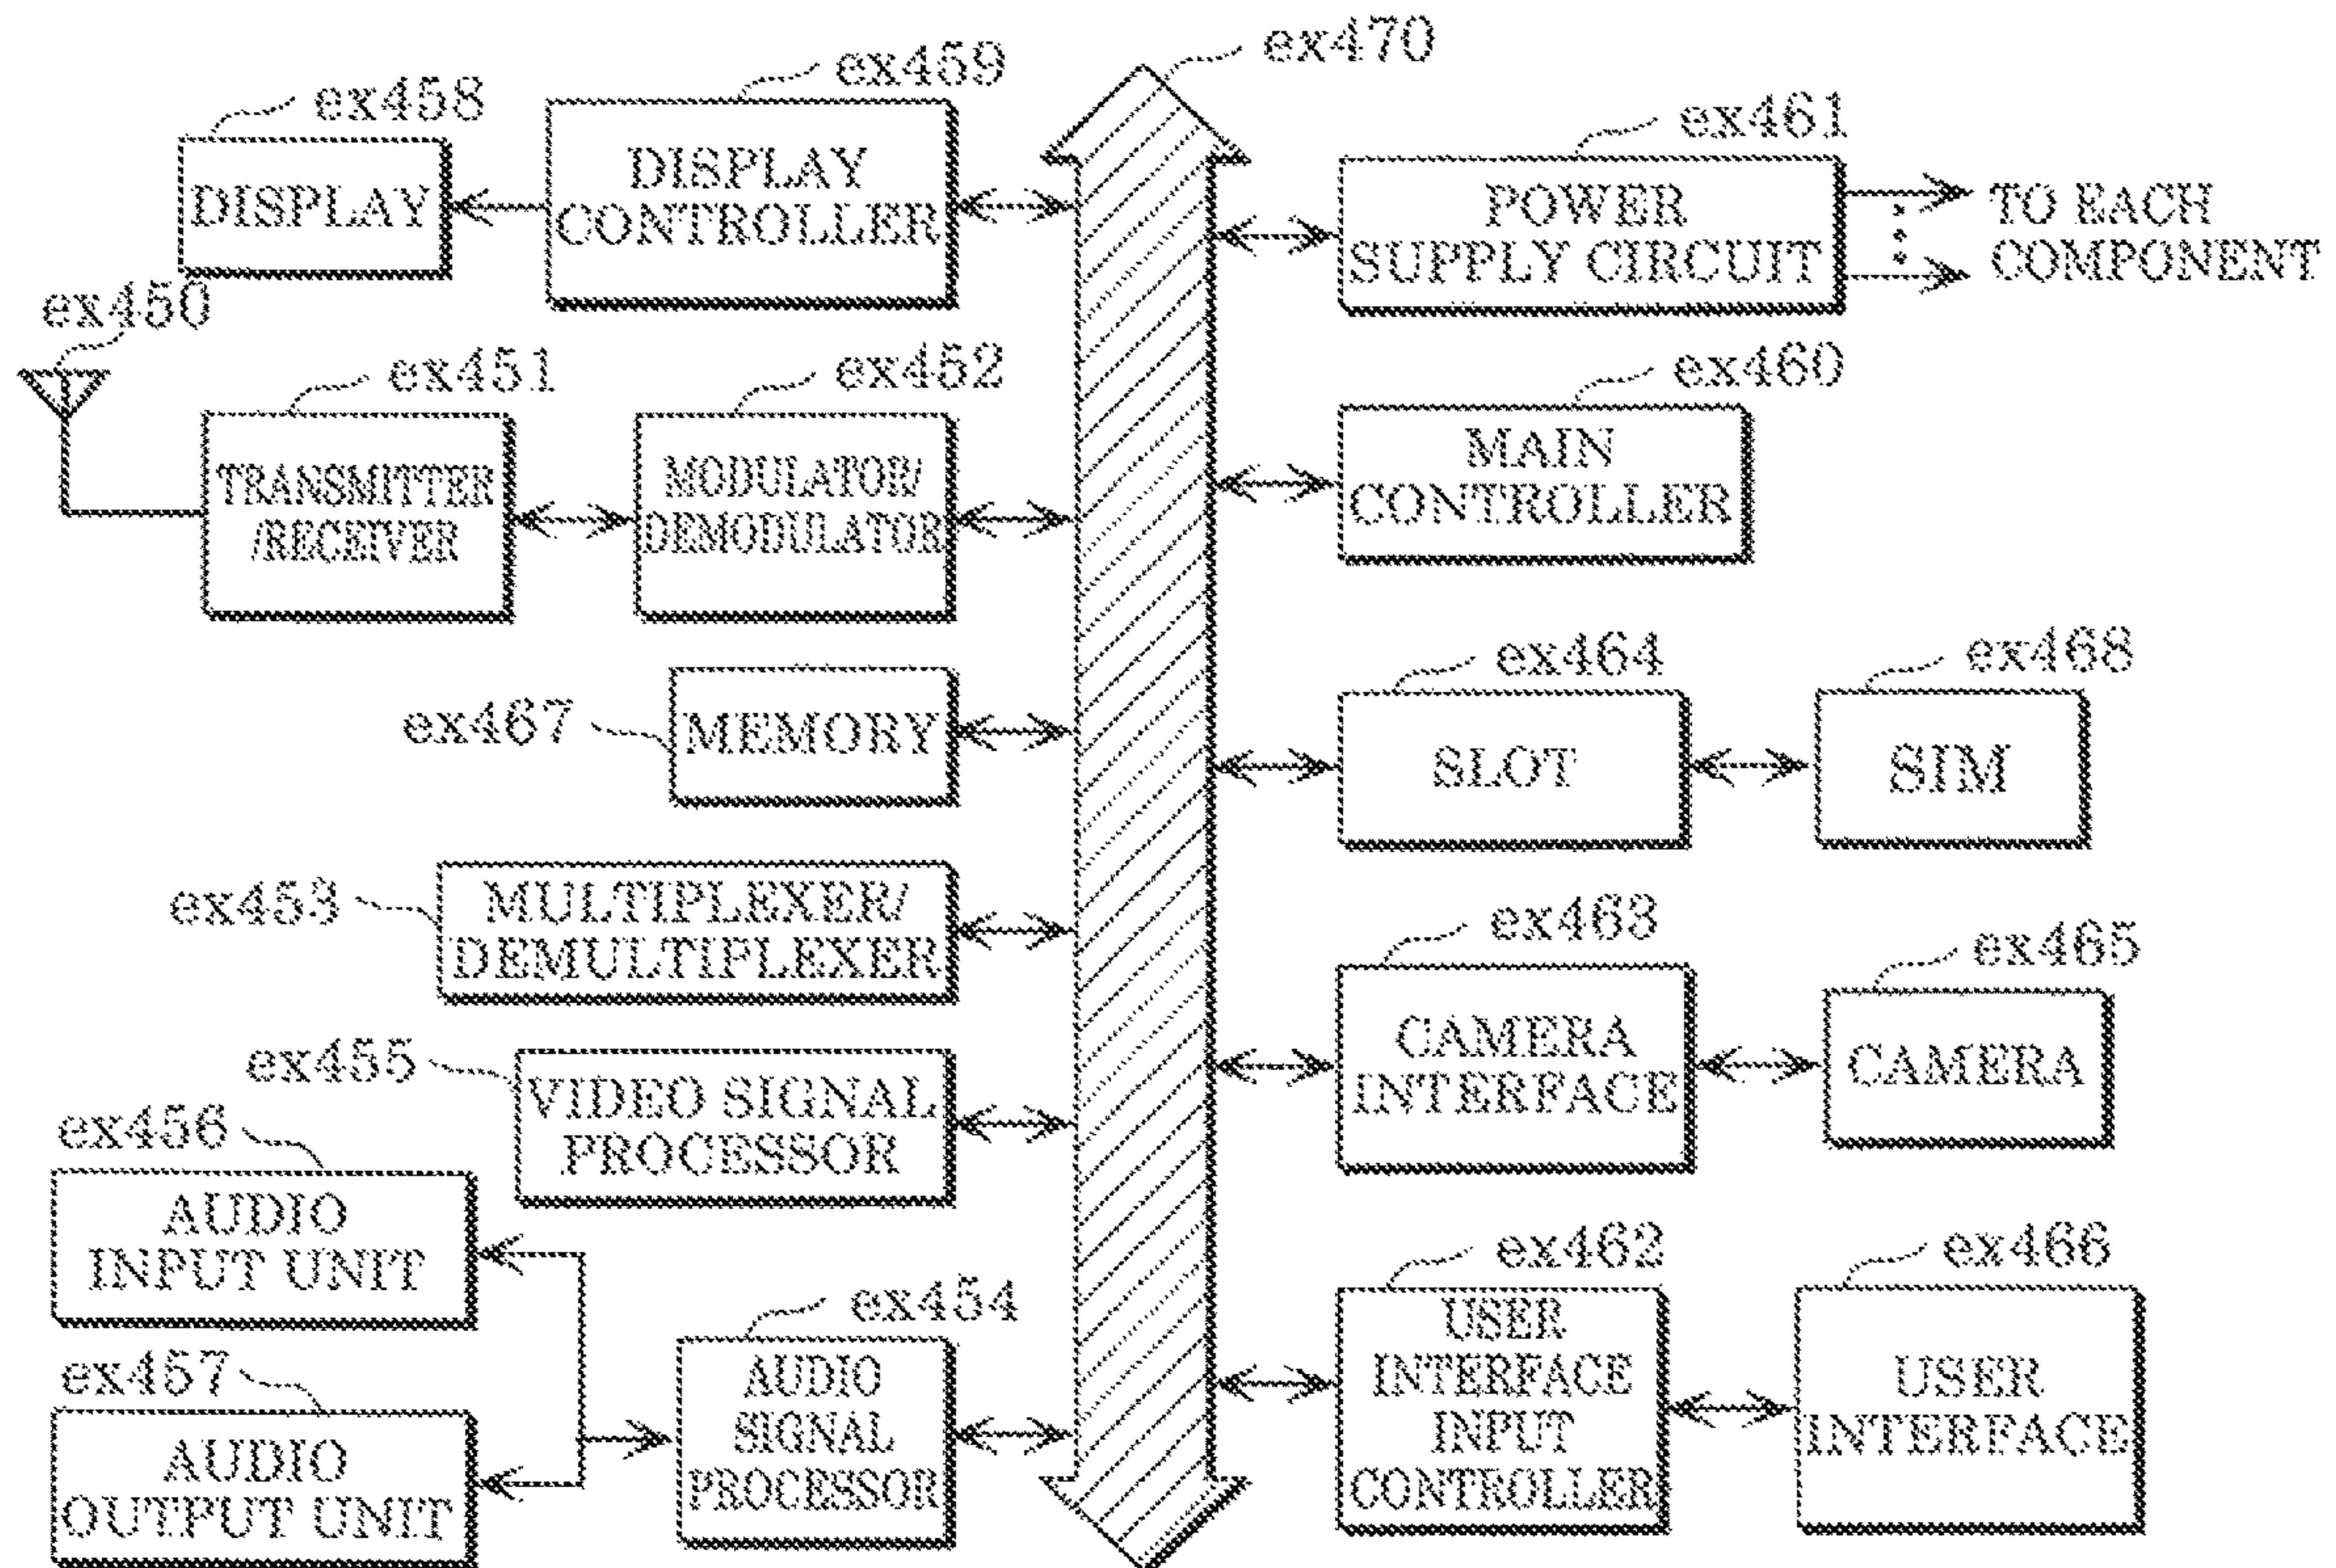 ex470
ex459
ex458
ex461
DISPLAY
CONTROLLER
DISPLAY
POWER
SUPPLY CIRCUIT
TO EACH
COMPONENT
ex450
ex451
ex452
ex460
TRANSMITTER
/RECEIVER
MODULATOR/
DEMODULATOR
MAIN
CONTROLLER
ex467
MEMORY
ex464
ex468
SLOT
SIM
ex453
MULTIPLEXER/
DEMULTIPLEXER
ex463
ex465
CAMERA
INTERFACE
CAMERA
ex455
VIDEO SIGNAL
PROCESSOR
ex456
AUDIO
INPUT UNIT
ex457
AUDIO
OUTPUT UNIT
ex454
AUDIO
SIGNAL
PROCESSOR
ex462
ex466
USER
INTERFACE
INPUT
CONTROLLER
USER
INTERFACE